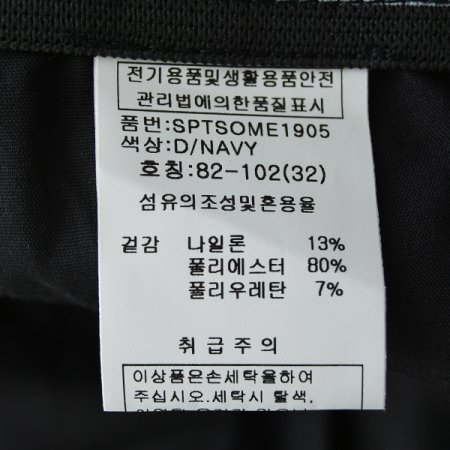 전기용품및생활용품안전
관리법에의한품질표시
품번:SPTSOME1905
색상:D/NAVY
호칭:82-102(32)
섬유의조성및혼용율
겉감 나일론 13%
폴리에스터 80%
폴리우레탄 7%
취급주의
이상품은손세탁을하여
주십시오.세탁시 탈색.